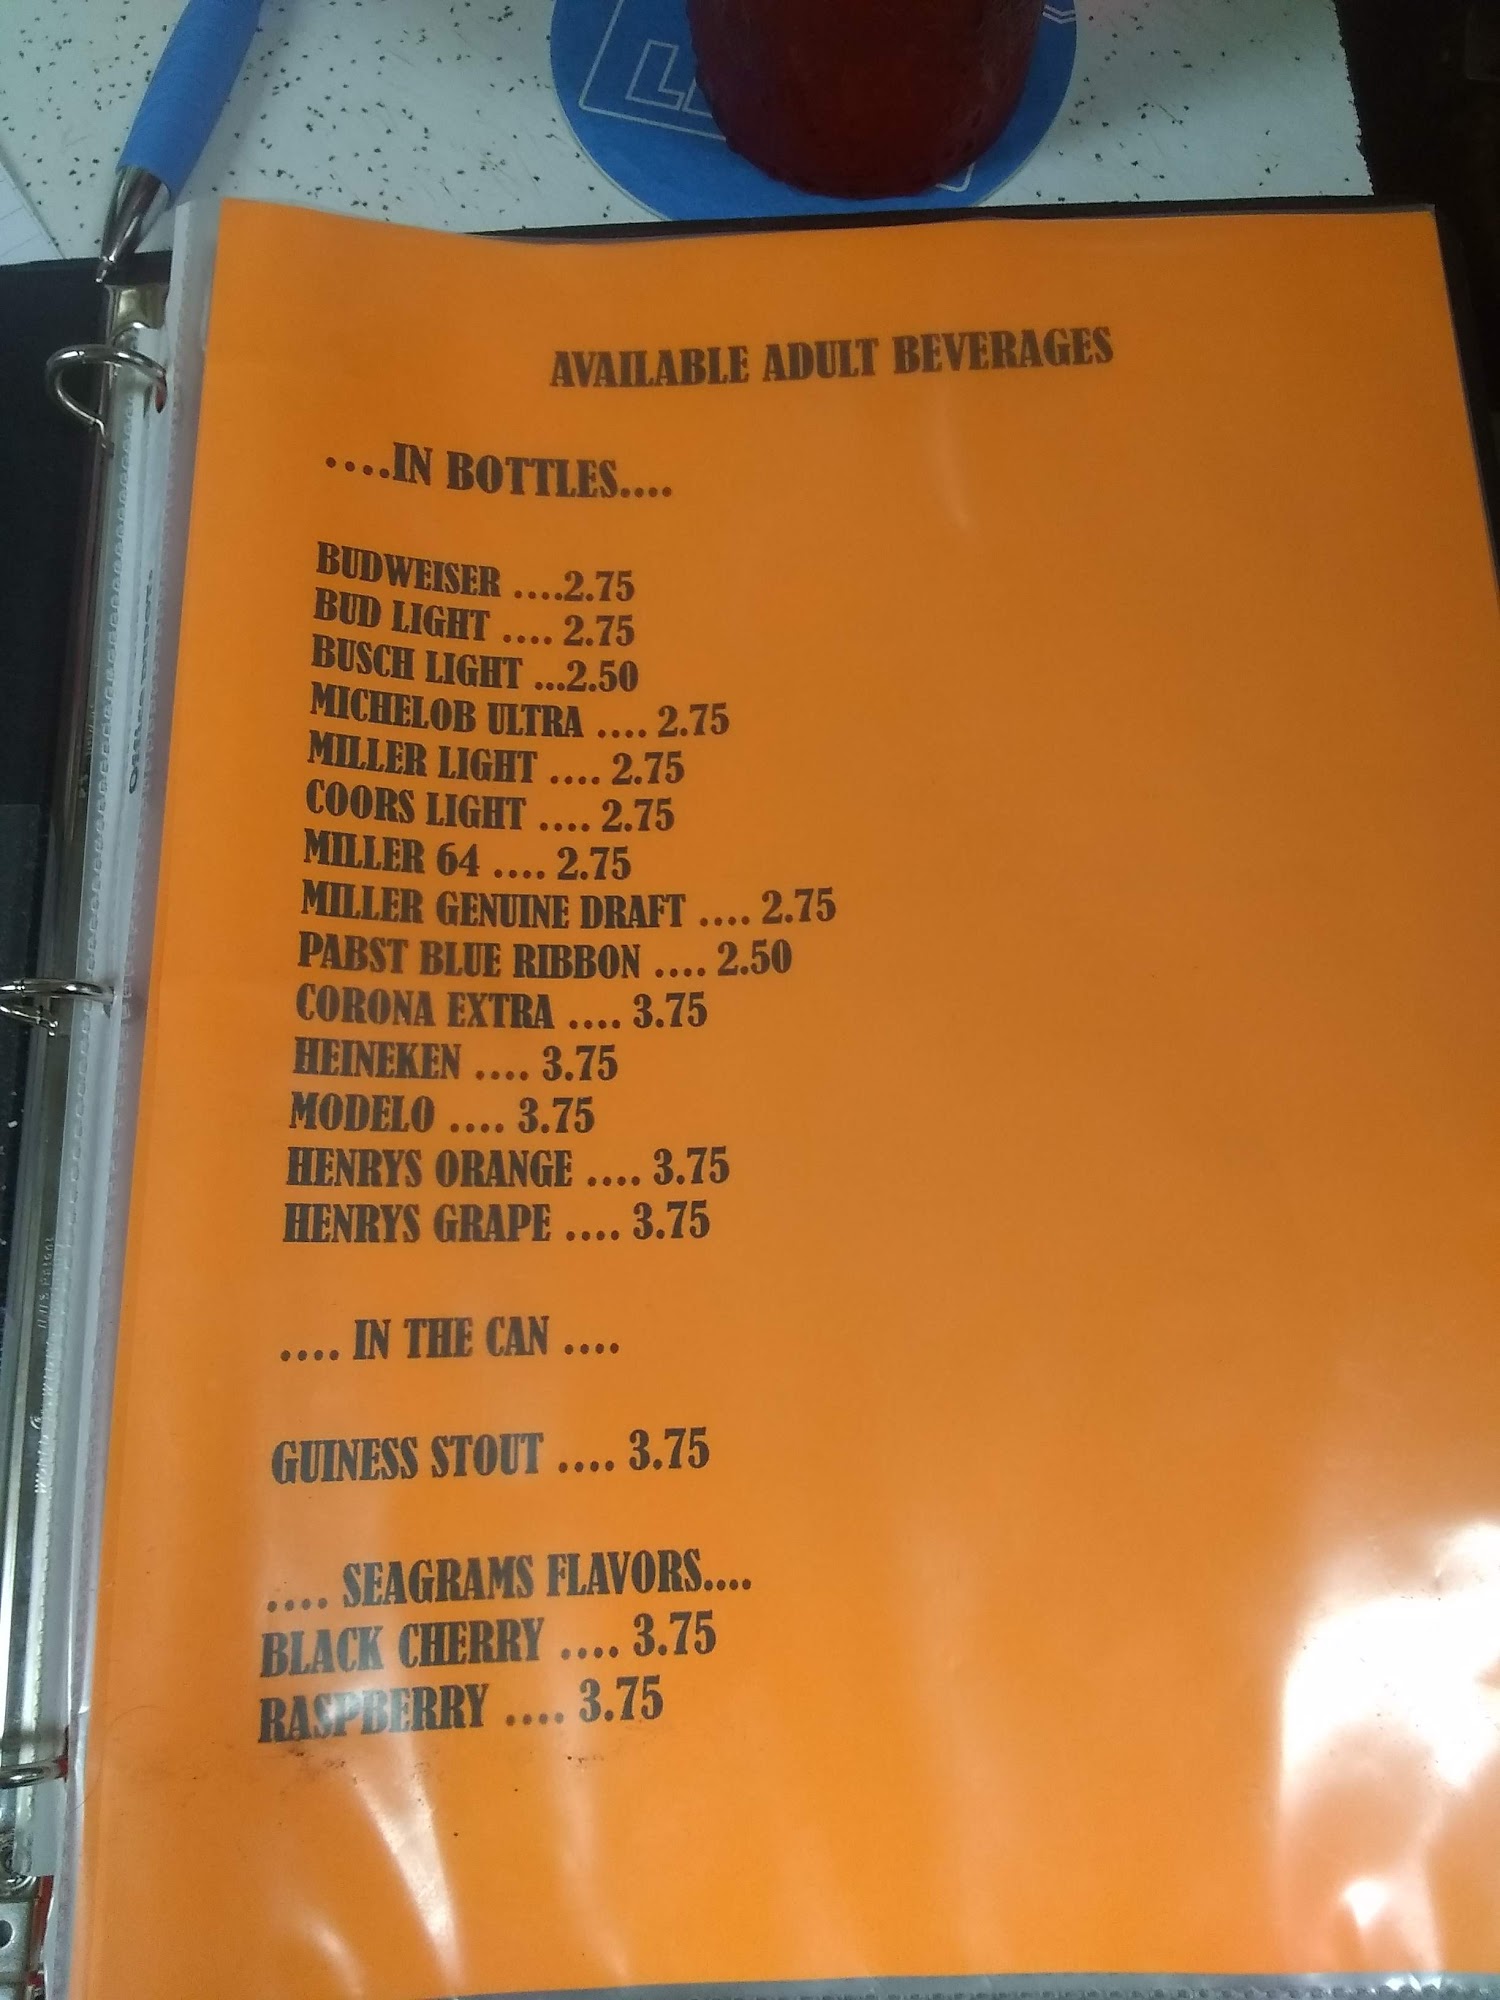 AVAILABLE ADULT BEVERAGES
....IN BOTTLES....
BUDWEISER ....2.75
BUD LIGHT .... 2.75
BUSCH LIGHT ...2.50
MICHELOB ULTRA .... 2.75
MILLER LIGHT .... 2.75
COORS LIGHT .... 2.75
MILLER 64 .... 2.75
MILLER GENUINE DRAFT .... 2.75
PABST BLUE RIBBON .... 2.50
CORONA EXTRA .... 3.75
HEINEKEN .... 3.75
MODELO .... 3.75
HENRYS ORANGE .... 3.75
HENRYS GRAPE .... 3.75
.... IN THE CAN ....
GUINESS STOUT .... 3.75
.... SEAGRAMS FLAVORS....
BLACK CHERRY .... 3.75
RASPBERRY .... 3.75